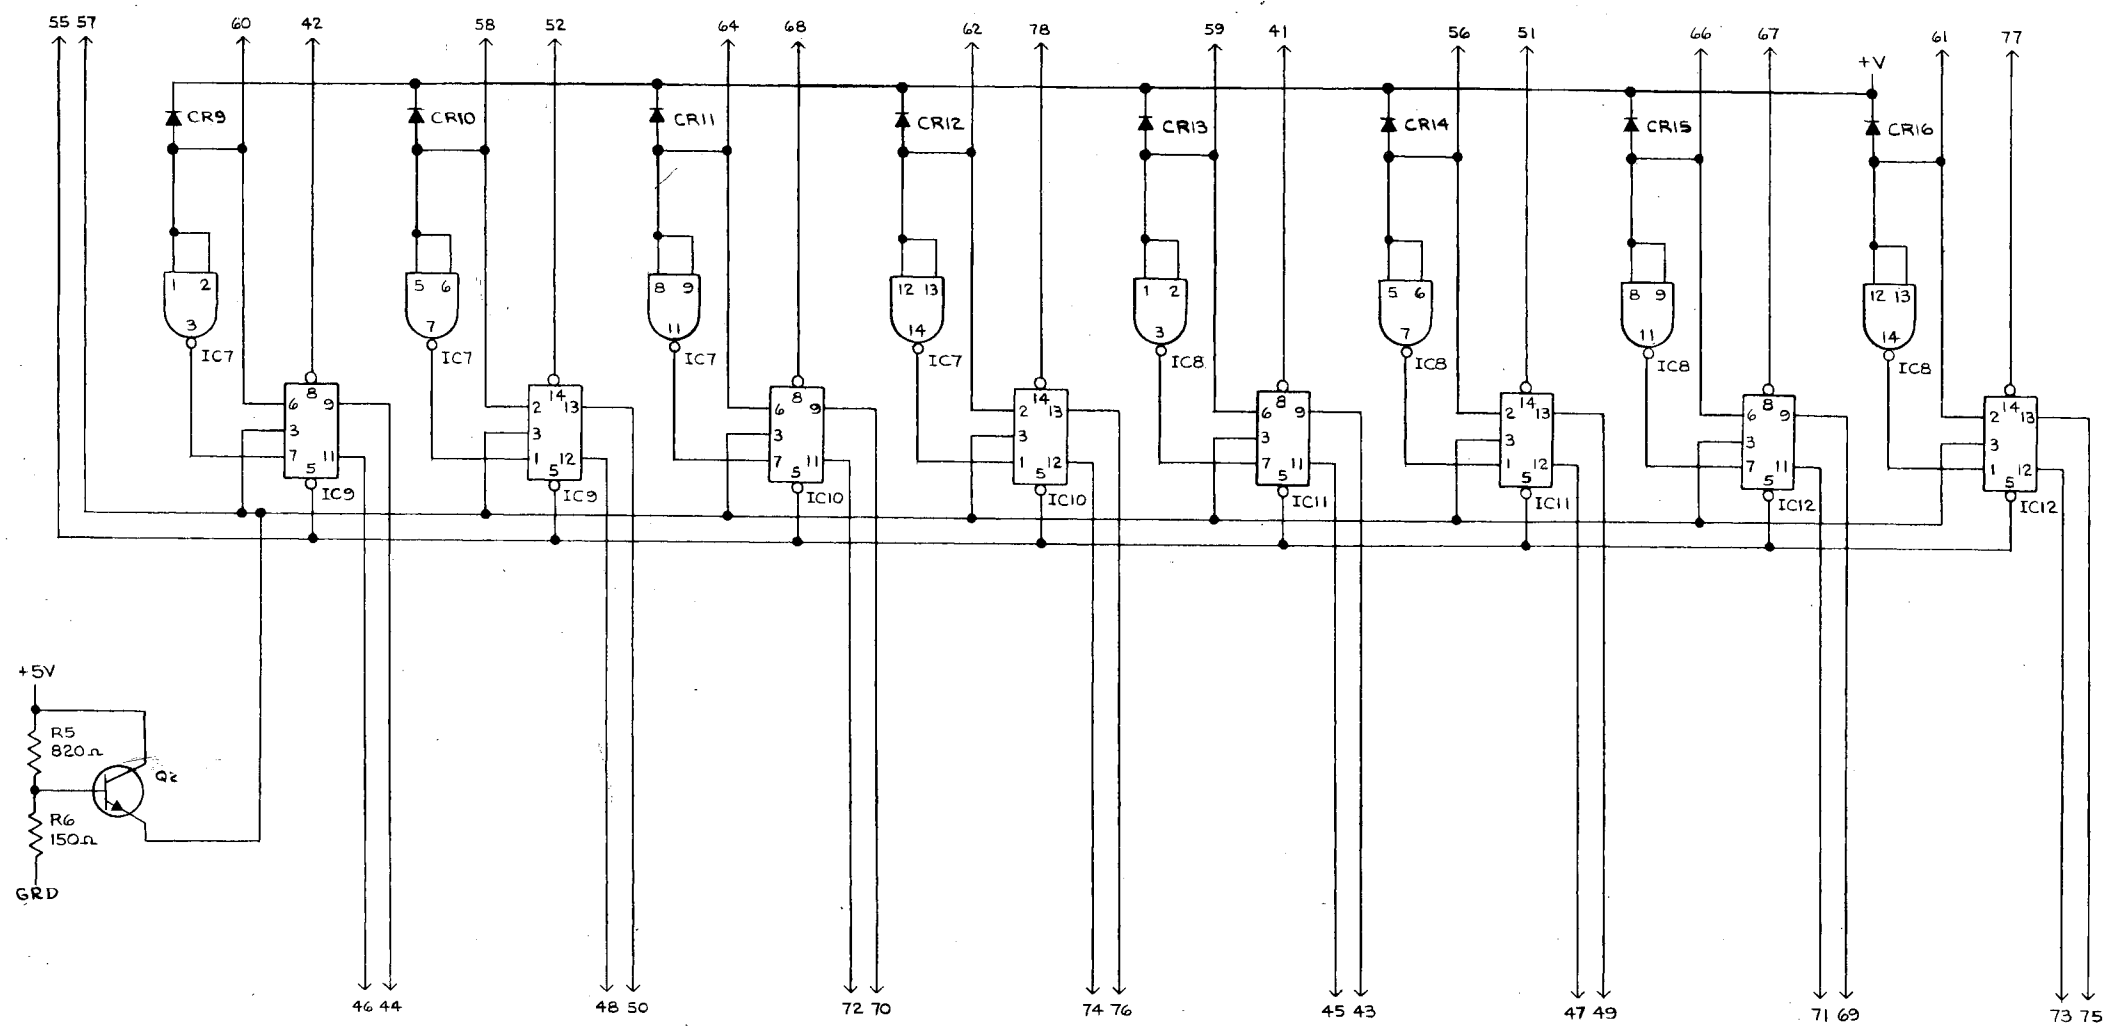 55 57 60 42 58 52 64 68 62 78 59 41 56 51 66 67 61 77
+V
CR9 CR10 CR11 CR12 CR13 CR14 CR15 CR16
1 2 5 6 8 9 12 13 1 2 5 6 8 9 12 13
3 7 11 14 3 7 11 14
IC7 IC7 IC7 IC7 IC8 IC8 IC8 IC8
8 14 8 14 8 14 8 14
6 9 2 13 6 9 2 13 6 9 2 13 6 9 2 13
3 3 3 3 3 3 3 3
7 11 1 12 7 11 1 12 7 11 1 12 7 11 1 12
5 5 5 5 5 5 5 5
IC9 IC9 IC10 IC10 IC11 IC11 IC12 IC12
+5V
R5
820Ω
Q2
R6
150Ω
GRD
46 44 48 50 72 70 74 76 45 43 47 49 71 69 73 75